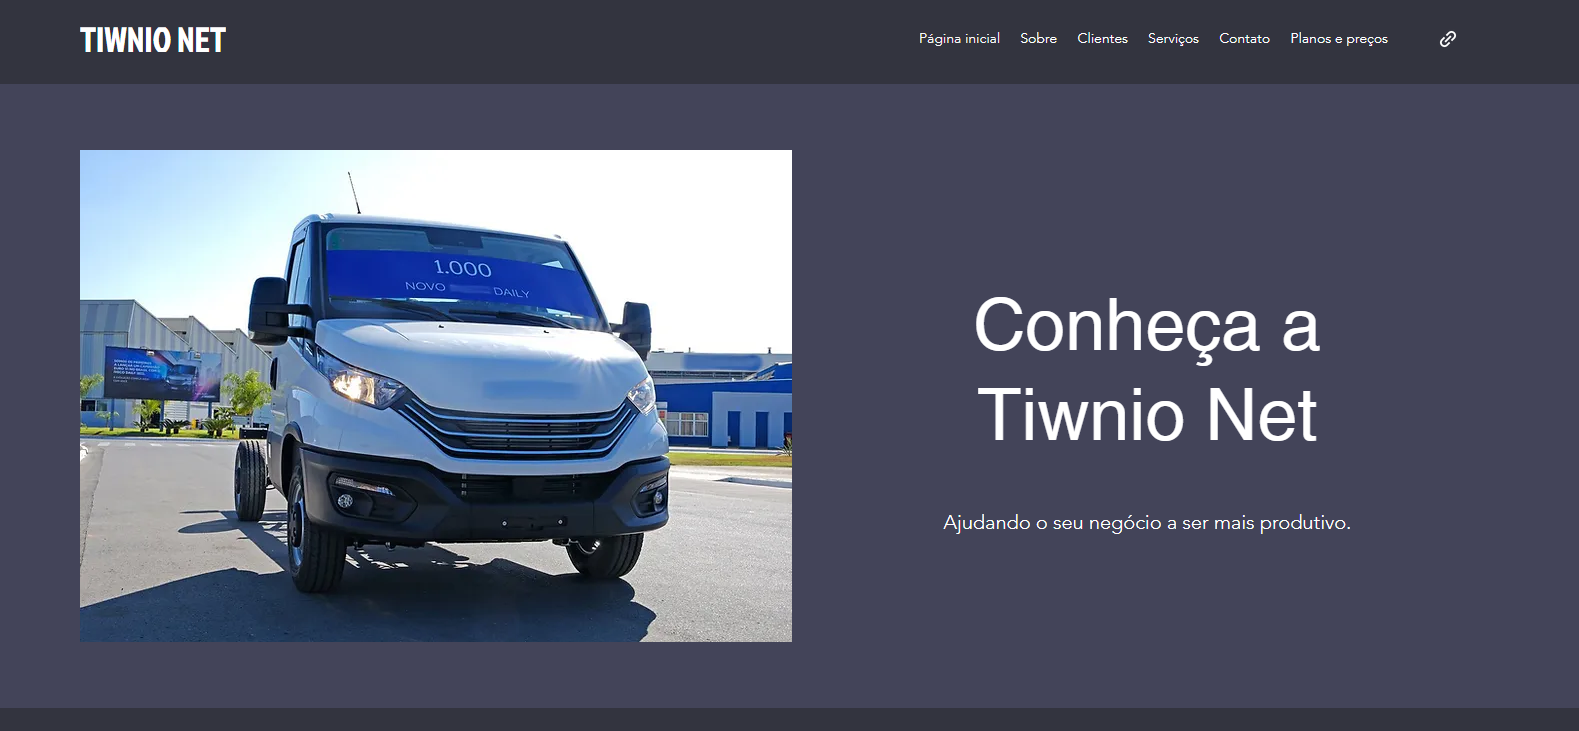 TIWNIO NET
Página inicial Sobre Clientes Serviços Contato Planos e preços
1.000
NOVO DAILY
Conheça a
Tiwnio Net
Ajudando o seu negócio a ser mais produtivo.